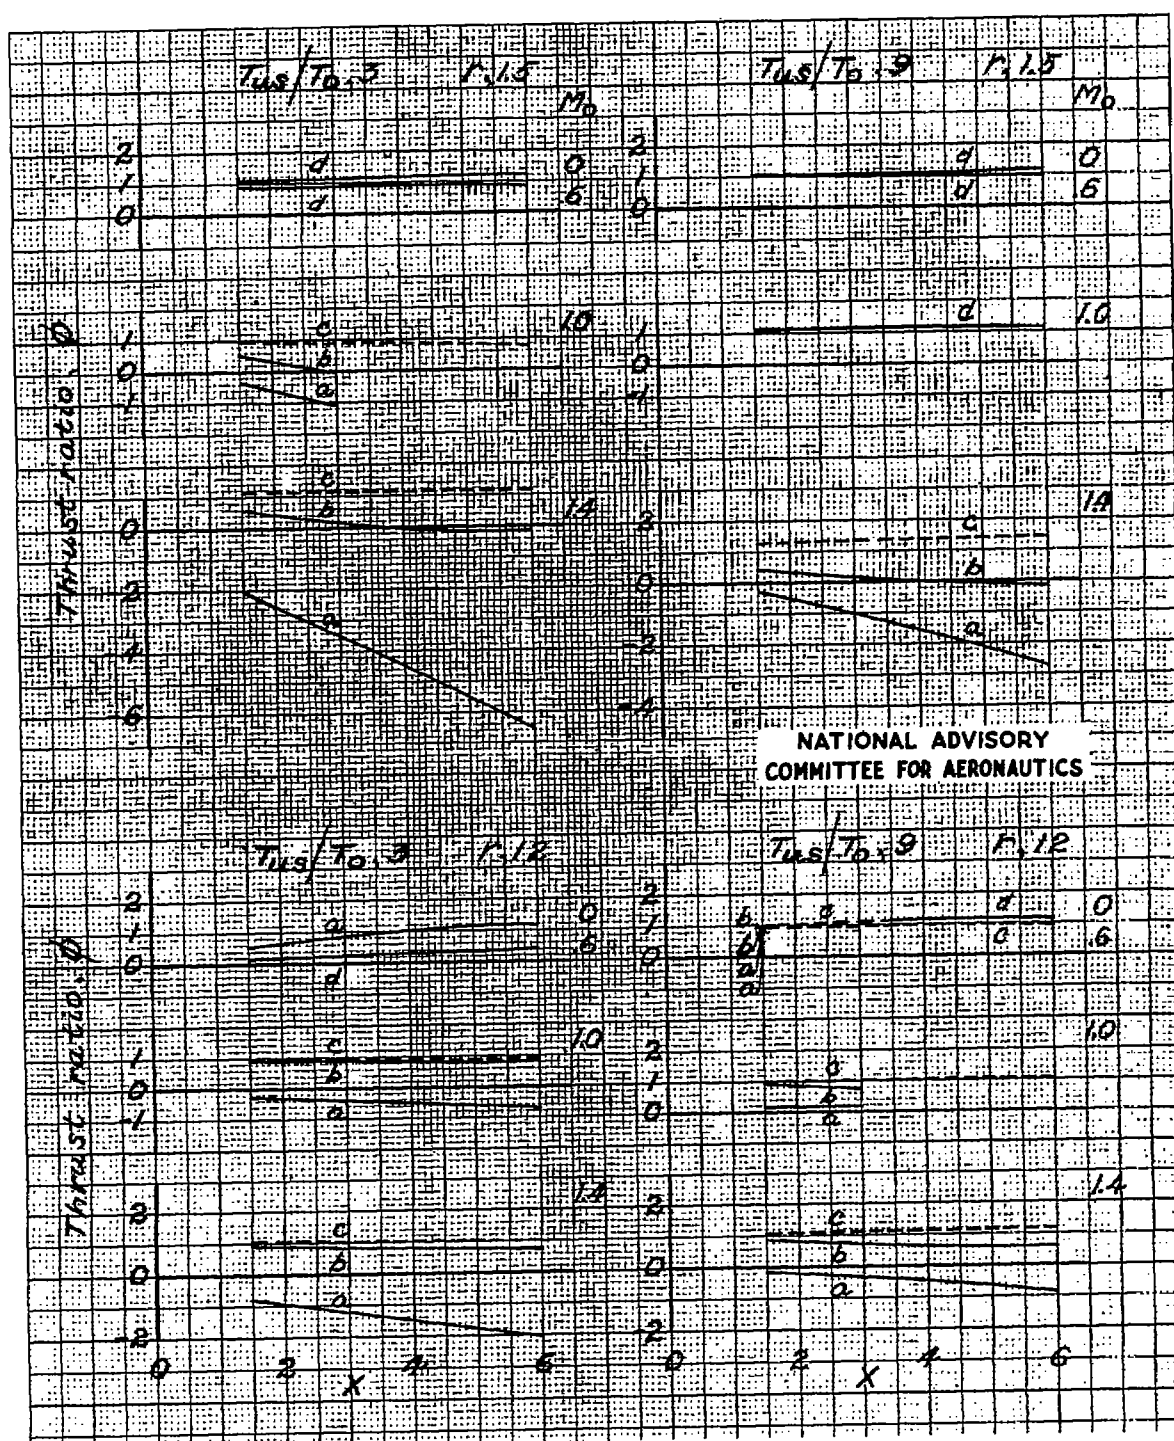 Tus/To, .3 r, 1.5
Mo
2 d 0
1 .6
0 d
1 c 1.0
0 b
-1 a
c
0 b 1.4
-2 a
-4
-6
Thrust ratio, φ
Tus/To, .9 r, 1.5
Mo
2 d 0
1 d .6
0
1 d 1.0
0
-1
2 c 1.4
0 b
-2 a
-4
NATIONAL ADVISORY
COMMITTEE FOR AERONAUTICS
Tus/To, .3 r, 1.2
2 a 0
1 .6
0 d
1 c 1.0
0 b
-1 a
2 c 1.4
0 b
-2 a
0 2 4 6
X
Thrust ratio, φ
Tus/To, .9 r, 1.2
2 b c d 0
1 b c .6
0 a
a
2 c 1.0
1 b
0 a
2 c 1.4
0 b
-2 a
0 2 4 6
X